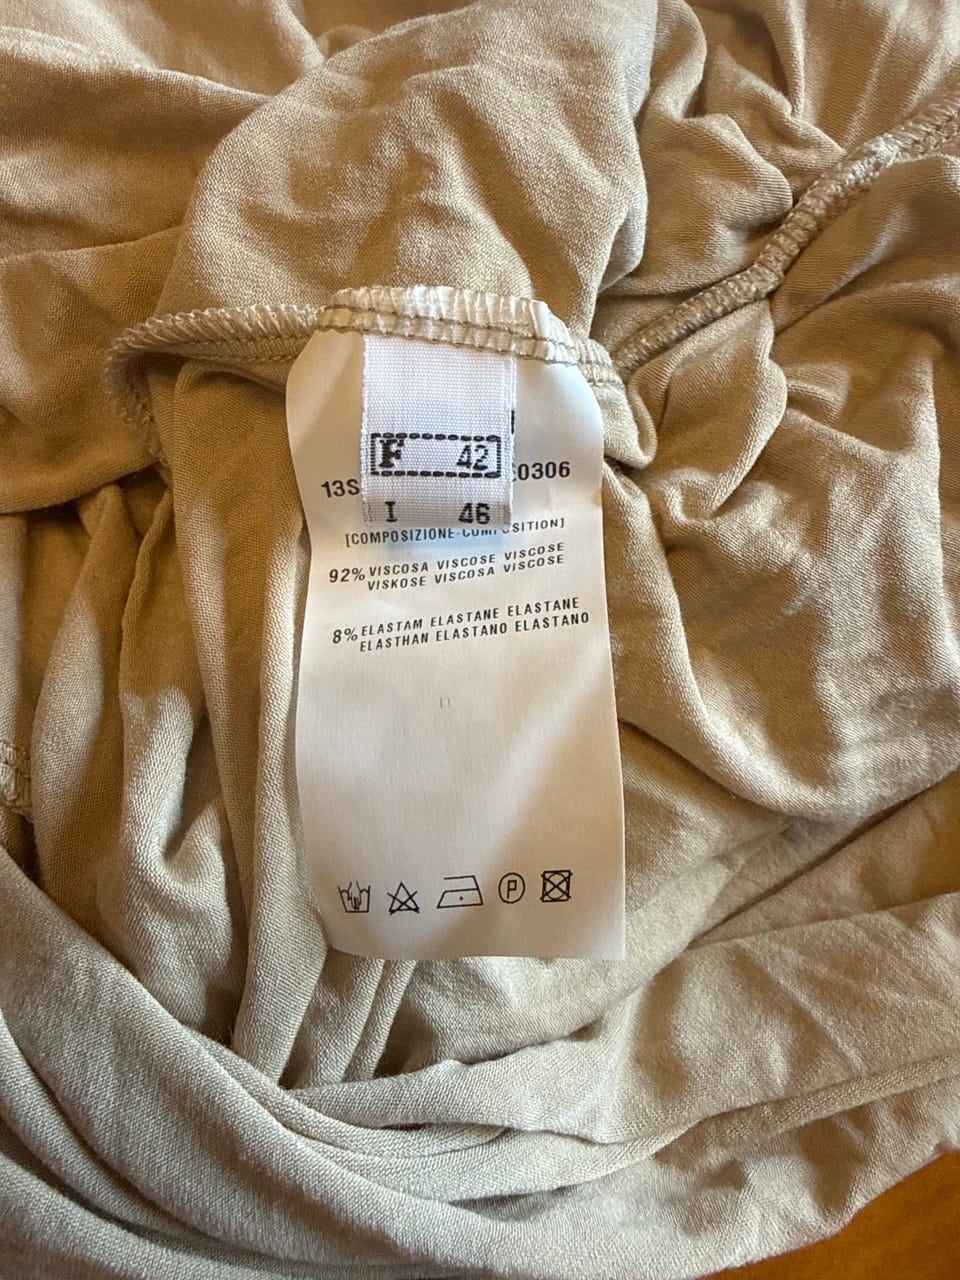 F 42
I 46
13S 0306
[COMPOSIZIONE-COMPOSITION]
92% VISCOSA VISCOSE VISCOSE
VISKOSE VISCOSA VISCOSE
8% ELASTAM ELASTANE ELASTANE
ELASTHAN ELASTANO ELASTANO
P